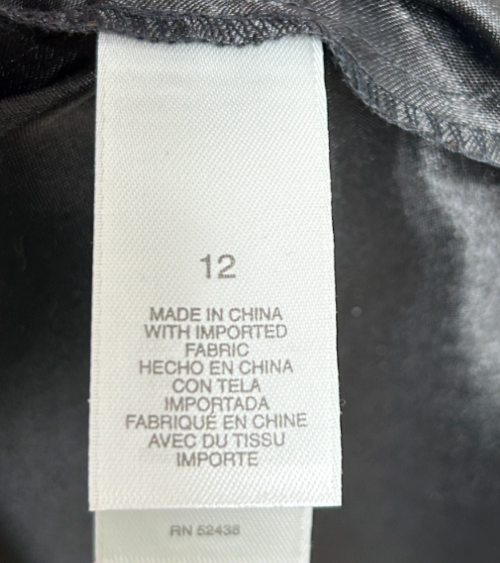 12
MADE IN CHINA
WITH IMPORTED
FABRIC
HECHO EN CHINA
CON TELA
IMPORTADA
FABRIQUÉ EN CHINE
AVEC DU TISSU
IMPORTE
RN 52438